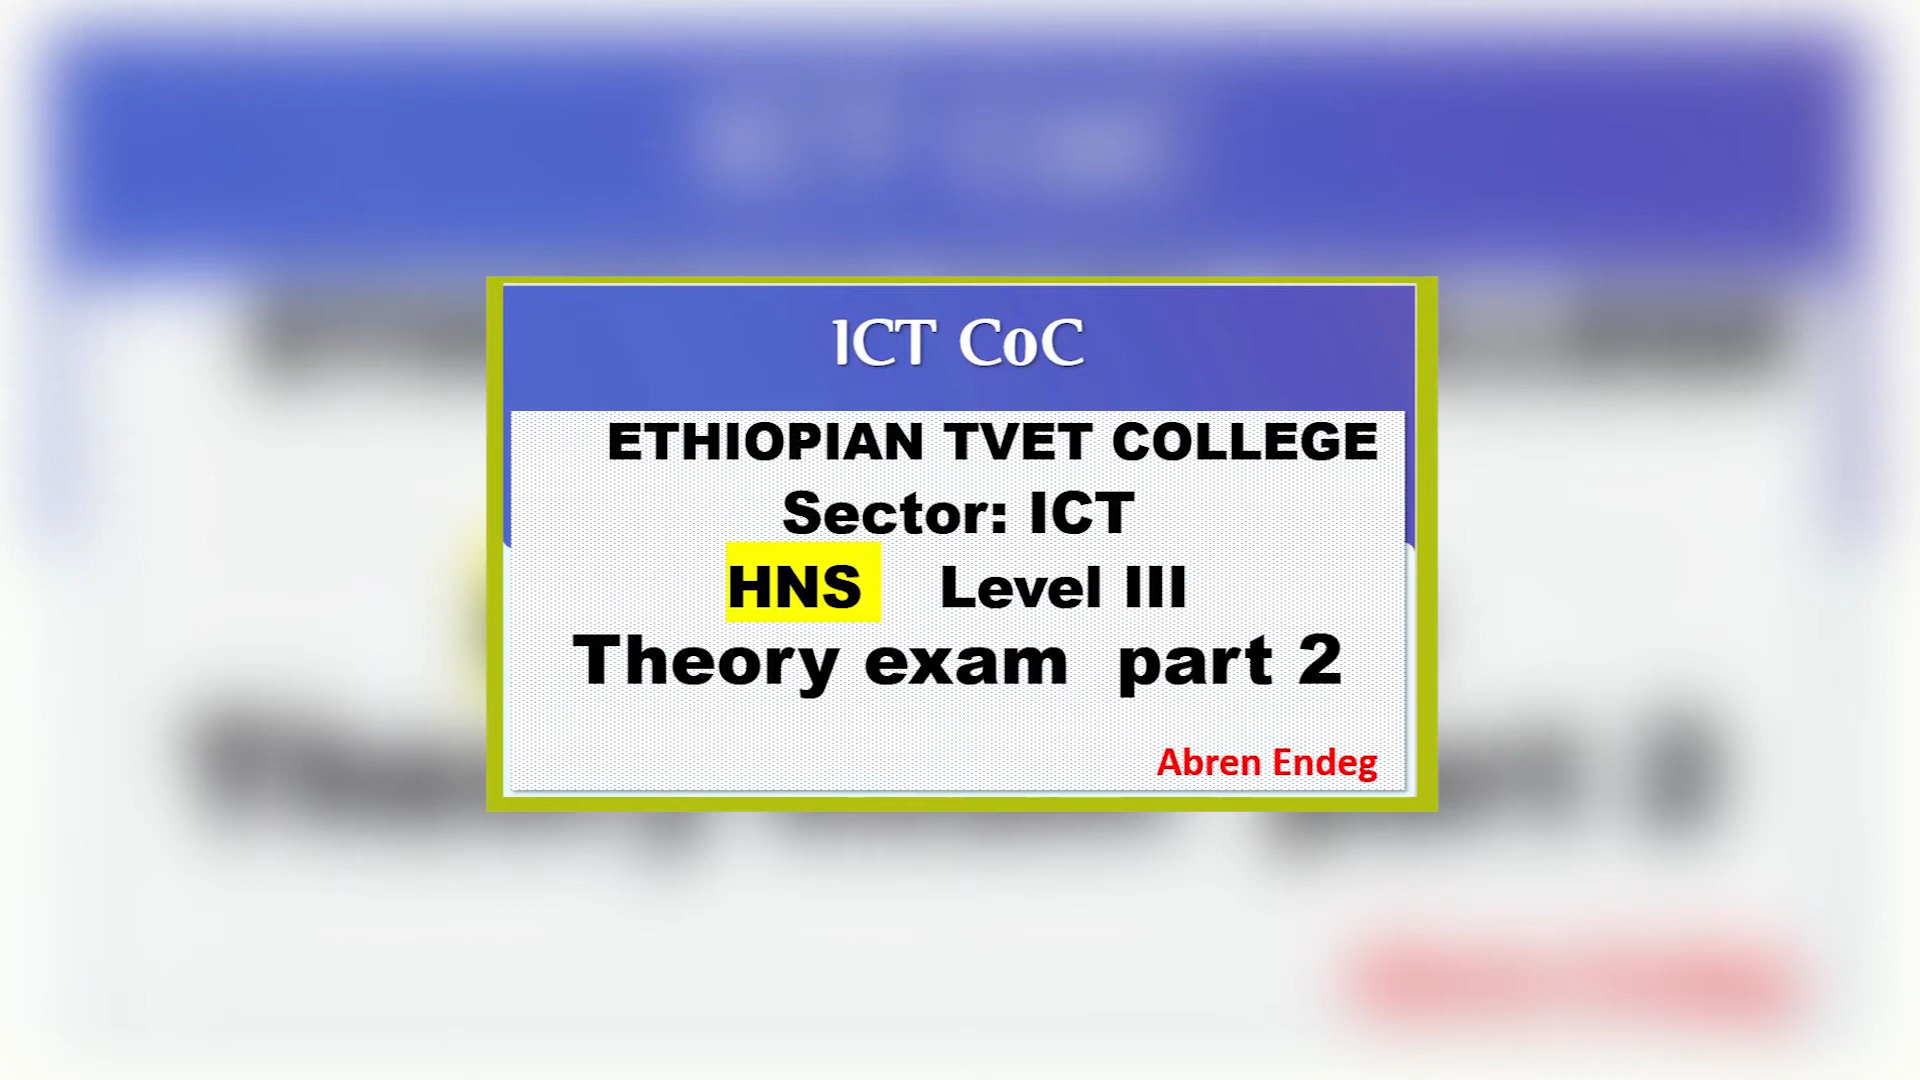 ICT CoC
ETHIOPIAN TVET COLLEGE
Sector: ICT
HNS Level III
Theory exam part 2
Abren Endeg